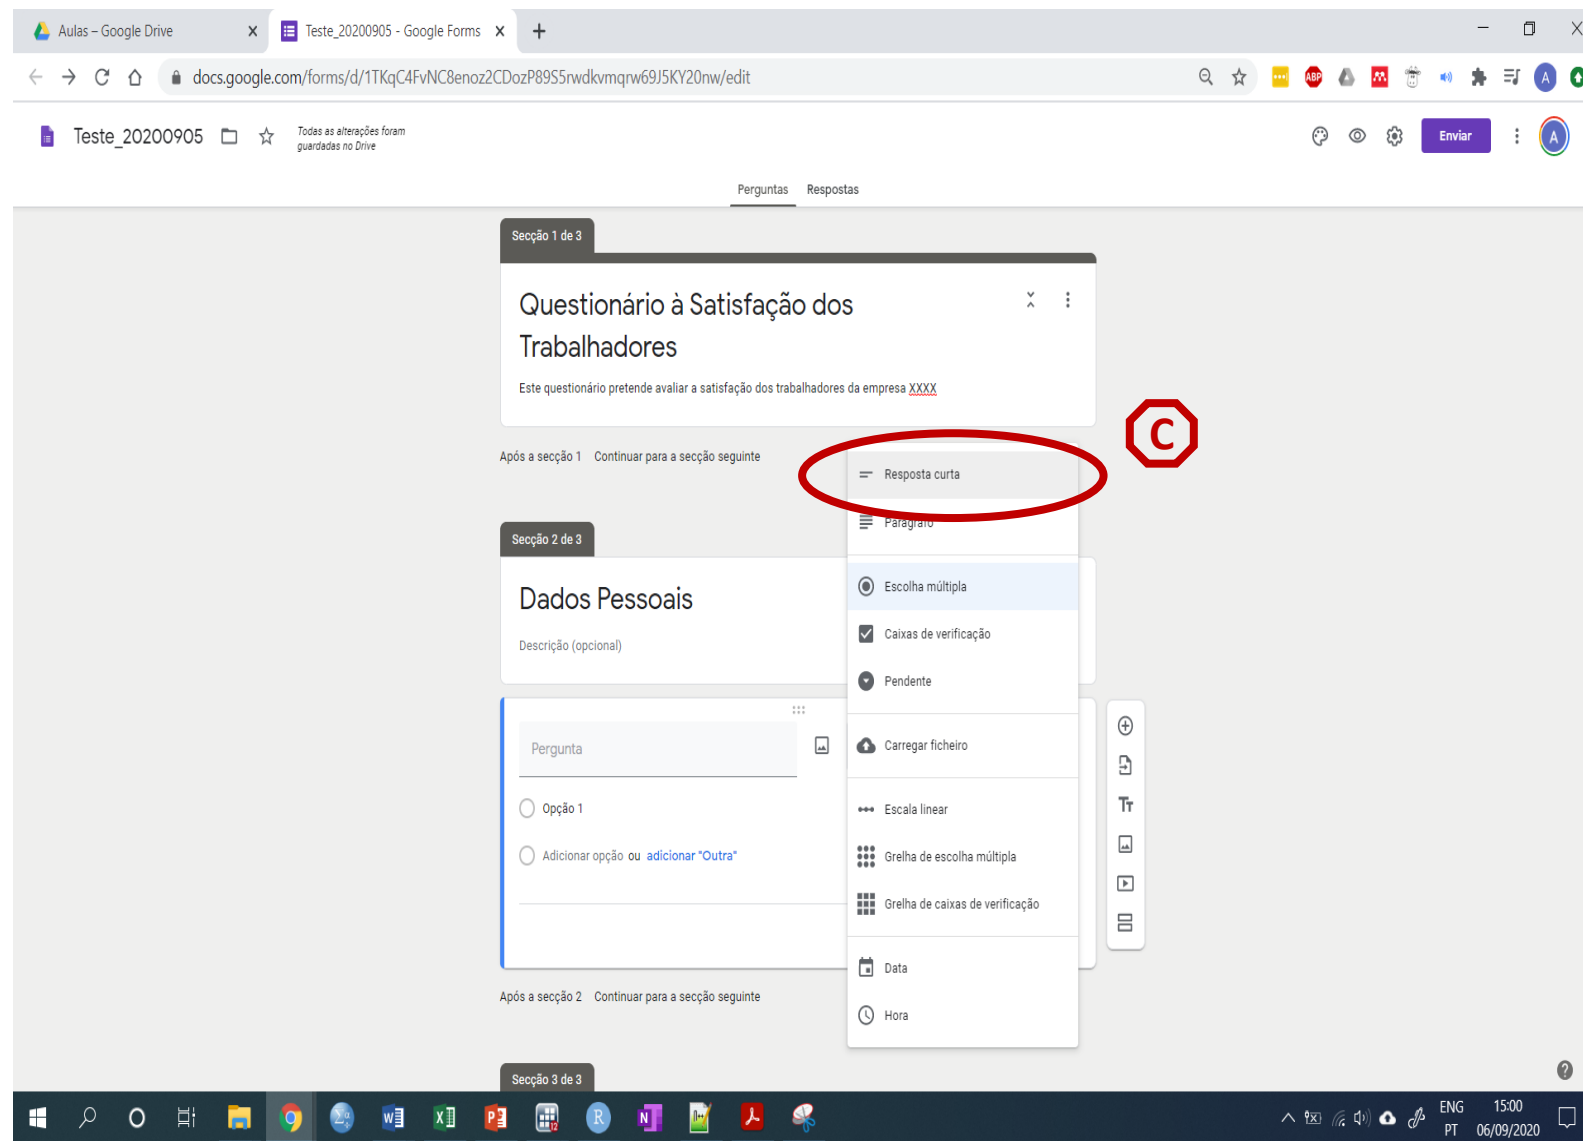 Aulas – Google Drive
Teste_20200905 - Google Forms
docs.google.com/forms/d/1TKqC4FvNC8enoz2CDozP89S5rwdkvmqrw69J5KY20nw/edit
ABP
A
Teste_20200905
Todas as alterações foram
guardadas no Drive
Enviar
A
Perguntas Respostas
Secção 1 de 3
Questionário à Satisfação dos
Trabalhadores
Este questionário pretende avaliar a satisfação dos trabalhadores da empresa XXXX
C
Após a secção 1 Continuar para a secção seguinte
Resposta curta
Parágrafo
Secção 2 de 3
Dados Pessoais
Descrição (opcional)
Escolha múltipla
Caixas de verificação
Pendente
Carregar ficheiro
Escala linear
Grelha de escolha múltipla
Grelha de caixas de verificação
Data
Hora
Pergunta
Opção 1
Adicionar opção ou adicionar "Outra"
Tт
Após a secção 2 Continuar para a secção seguinte
Secção 3 de 3
ENG
PT
15:00
06/09/2020